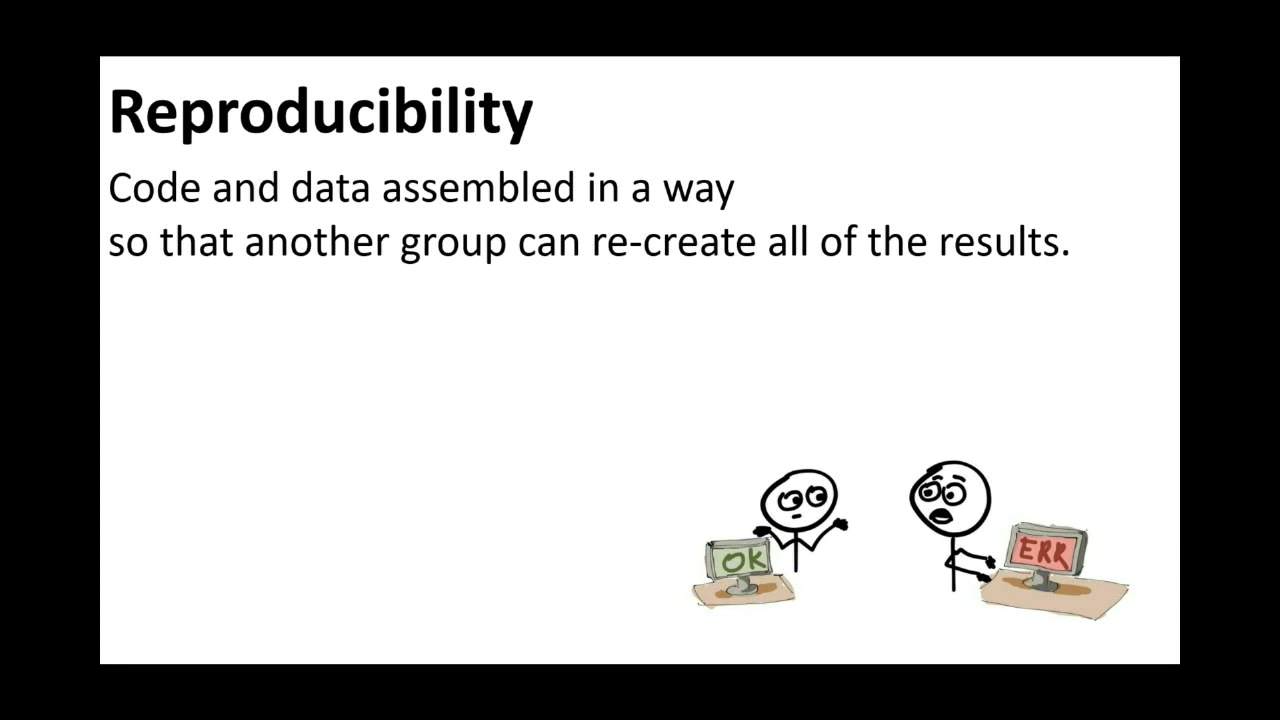 Reproducibility
Code and data assembled in a way
so that another group can re-create all of the results.
OK
ERR